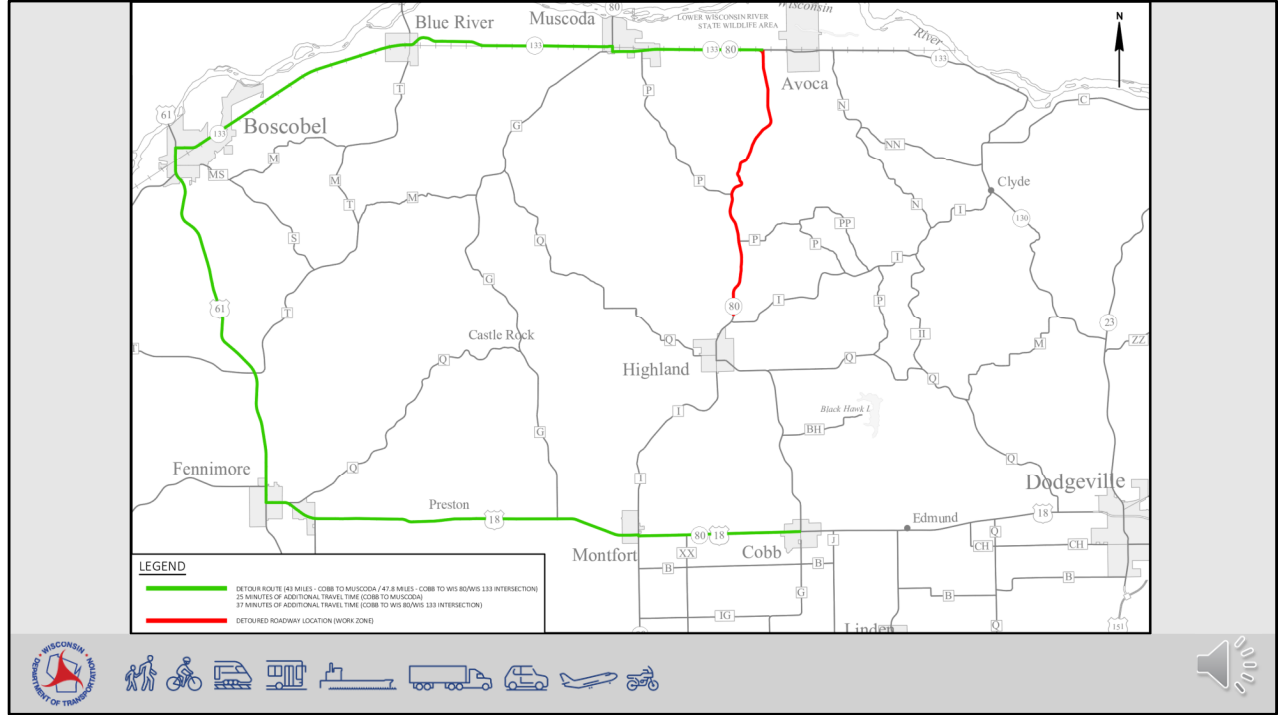 80
Wisconsin
Blue River
Muscoda
LOWER WISCONSIN RIVER
STATE WILDLIFE AREA
River
N
133
133
80
133
Avoca
T
P
N
C
61
133
Boscobel
G
NN
M
MS
M
P
Clyde
T
M
N
I
130
S
Q
P
PP
P
I
G
61
T
80
I
P
23
Castle Rock
II
M
ZZ
T
Q
Q
Q
Highland
Q
Q
I
Black Hawk L
BH
G
Fennimore
Q
I
Q
Dodgeville
Preston
18
Edmund
18
80
18
Montfort
XX
Cobb
J
Q
CH
CH
B
B
B
G
B
IG
Linden
Q
151
LEGEND
DETOUR ROUTE (43 MILES - COBB TO MUSCODA / 47.8 MILES - COBB TO WIS 80/WIS 133 INTERSECTION)
25 MINUTES OF ADDITIONAL TRAVEL TIME (COBB TO MUSCODA)
37 MINUTES OF ADDITIONAL TRAVEL TIME (COBB TO WIS 80/WIS 133 INTERSECTION)
DETOURED ROADWAY LOCATION (WORK ZONE)
WISCONSIN
DEPARTMENT OF TRANSPORTATION